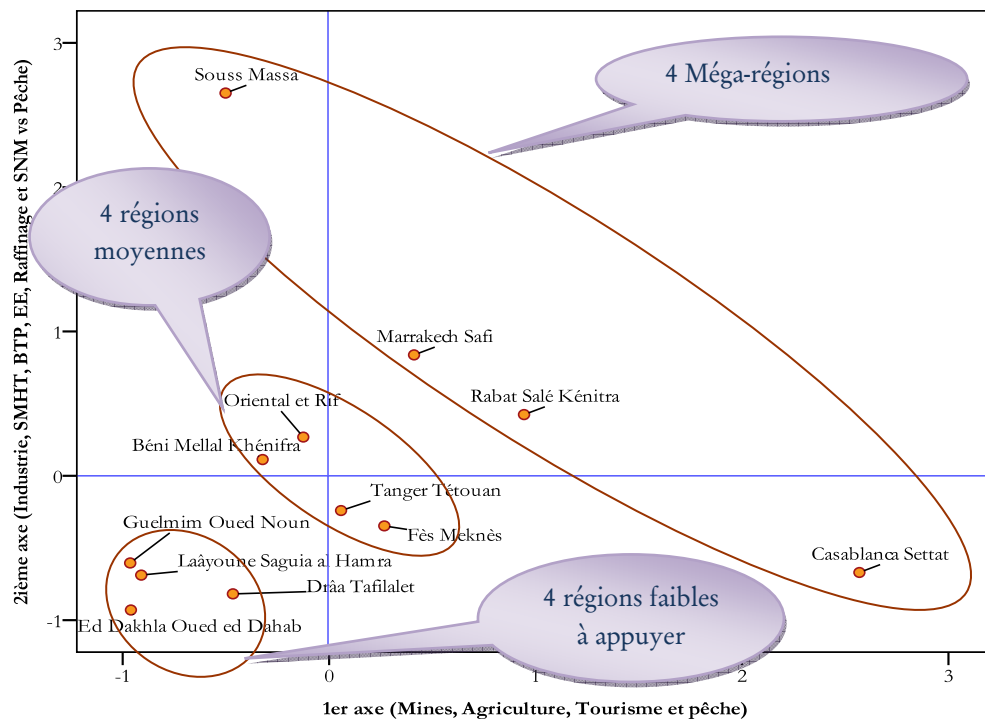 3
Souss Massa
4 Méga-régions
2
4 régions
moyennes
1
Marrakech Safi
Rabat Salé Kénitra
Oriental et Rif
Béni Mellal Khénifra
0
Tanger Tétouan
Fès Meknès
Guelmim Oued Noun
Laâyoune Saguia al Hamra
Casablanca Settat
Drâa Tafilalet
4 régions faibles
à appuyer
-1
Ed Dakhla Oued ed Dahab
-1
0
1
2
3
1er axe (Mines, Agriculture, Tourisme et pêche)
2ième axe (Industrie, SMHT, BTP, EE, Raffinage et SNM vs Pêche)